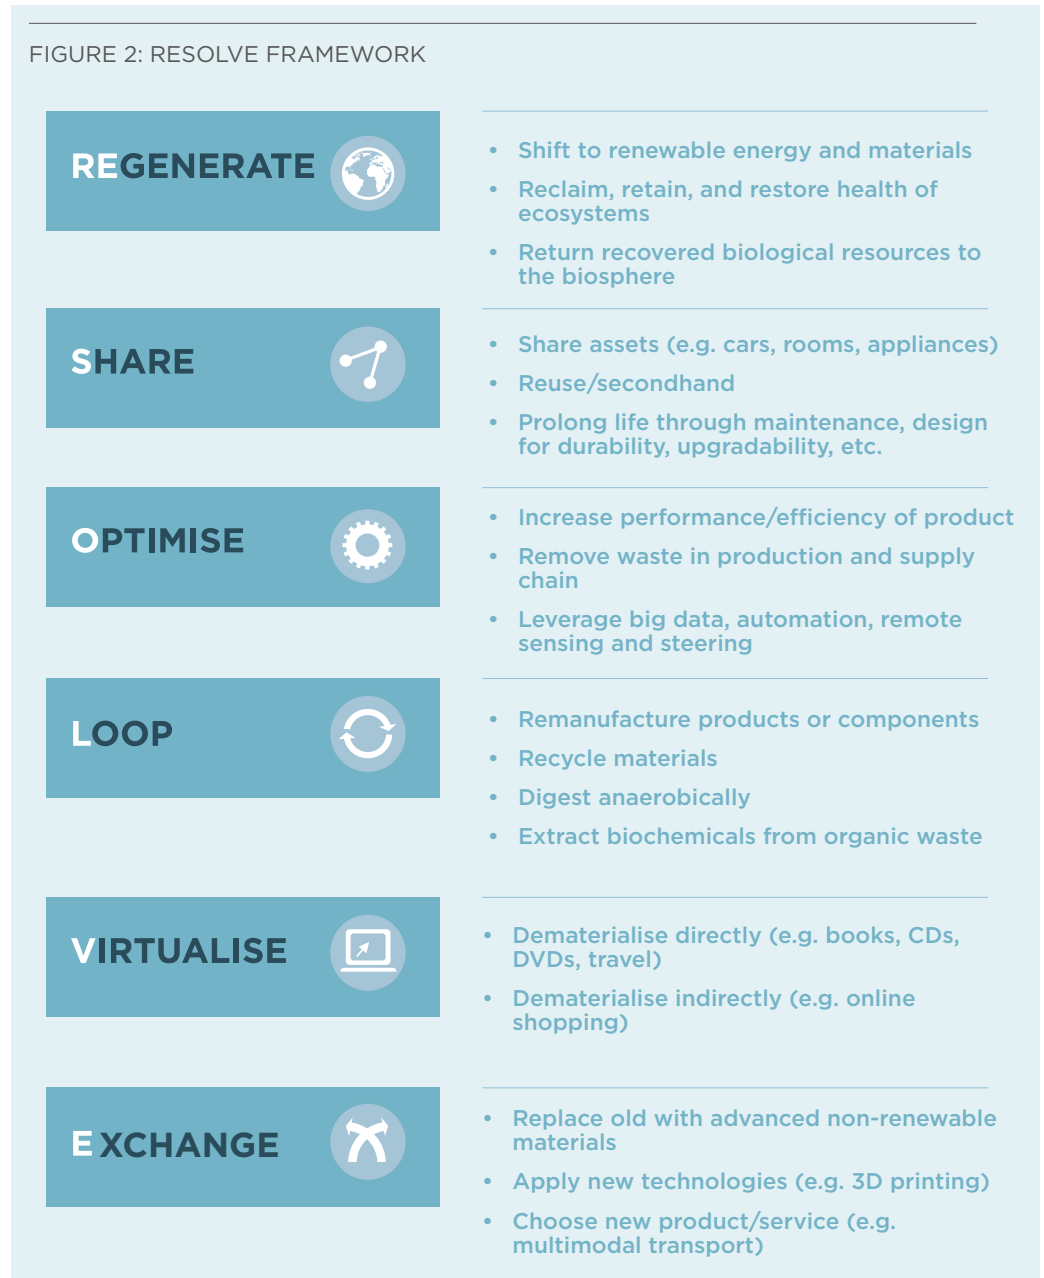 FIGURE 2: RESOLVE FRAMEWORK
REGENERATE
• Shift to renewable energy and materials
• Reclaim, retain, and restore health of
ecosystems
• Return recovered biological resources to
the biosphere
SHARE
• Share assets (e.g. cars, rooms, appliances)
• Reuse/secondhand
• Prolong life through maintenance, design
for durability, upgradability, etc.
OPTIMISE
• Increase performance/efficiency of product
• Remove waste in production and supply
chain
• Leverage big data, automation, remote
sensing and steering
LOOP
• Remanufacture products or components
• Recycle materials
• Digest anaerobically
• Extract biochemicals from organic waste
VIRTUALISE
• Dematerialise directly (e.g. books, CDs,
DVDs, travel)
• Dematerialise indirectly (e.g. online
shopping)
E XCHANGE
• Replace old with advanced non-renewable
materials
• Apply new technologies (e.g. 3D printing)
• Choose new product/service (e.g.
multimodal transport)